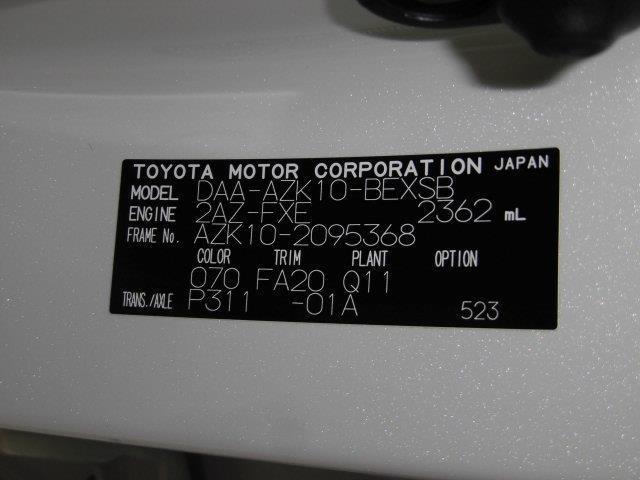 TOYOTA MOTOR CORPORATION JAPAN
MODEL DAA-AZK10-BEXSB
ENGINE 2AZ-FXE 2362 mL
FRAME No. AZK10-2095368
COLOR TRIM PLANT OPTION
070 FA20 Q11
TRANS./AXLE P311 -01A 523